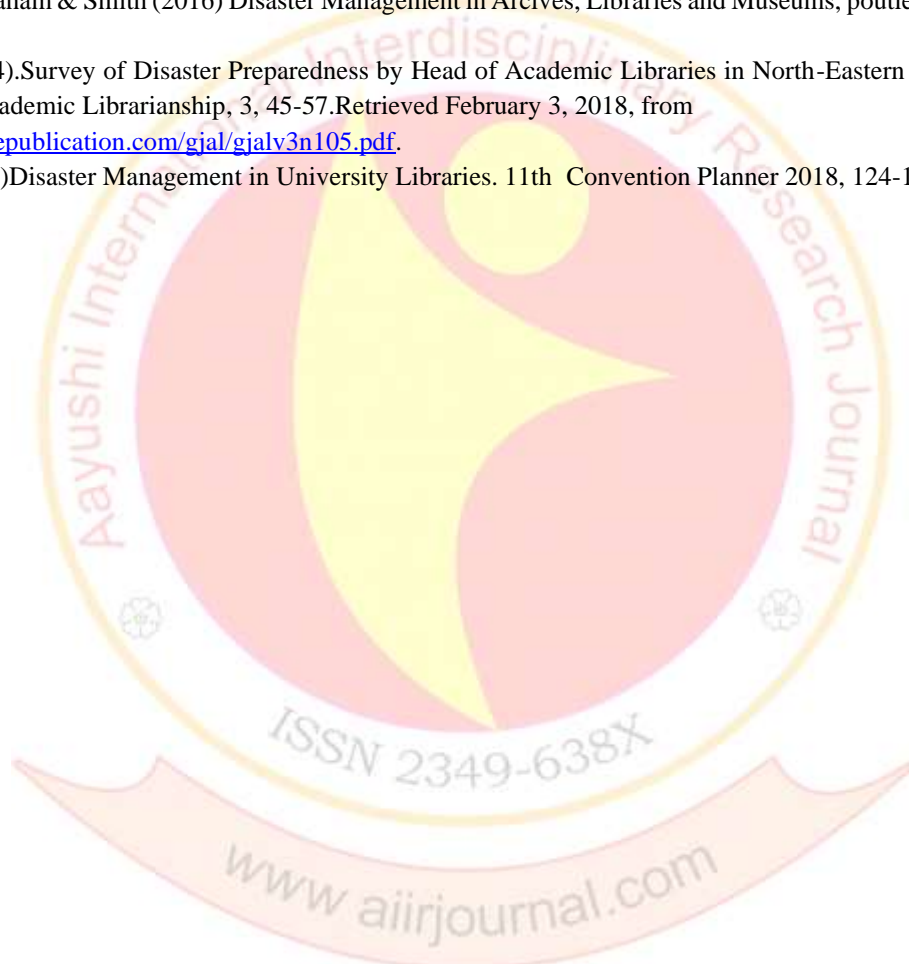 & Smith (2016) Disaster Management in Arcives, Libraries and Museums,
4).Survey of Disaster Preparedness by Head of Academic Libraries in North-Eastern
ademic Librarianship, 3, 45-57.Retrieved February 3, 2018, from
epublication.com/gjal/gjalv3n105.pdf.
)Disaster Management in University Libraries. 11th Convention Planner 2018, 124-1
Aayushi International Interdisciplinary Research Journal
ISSN 2349-638X
www.aiirjournal.com